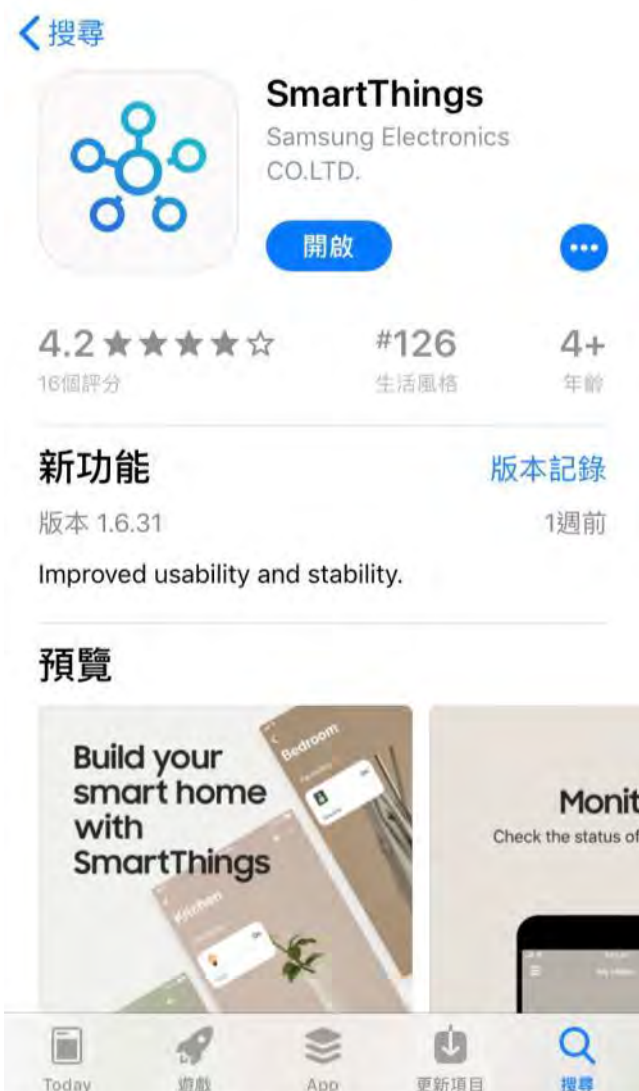 搜尋
SmartThings
Samsung Electronics
CO.LTD.
開啟
4.2
#126
4+
16個評分
生活風格
年齡
新功能
版本記錄
版本 1.6.31
1週前
Improved usability and stability.
預覽
Build your
smart home
with
SmartThings
Bedroom
Kitchen
Monit
Check the status of
Today
遊戲
App
更新項目
搜尋